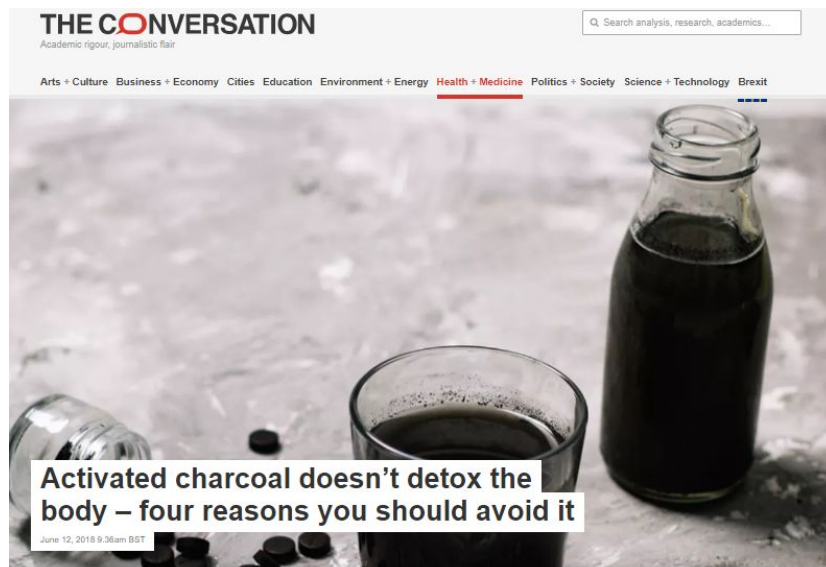 THE CONVERSATION
Academic rigour, journalistic flair
Search analysis, research, academics...
Arts + Culture Business + Economy Cities Education Environment + Energy Health + Medicine Politics + Society Science + Technology Brexit
Activated charcoal doesn't detox the
body – four reasons you should avoid it
June 12, 2018 9.36am BST